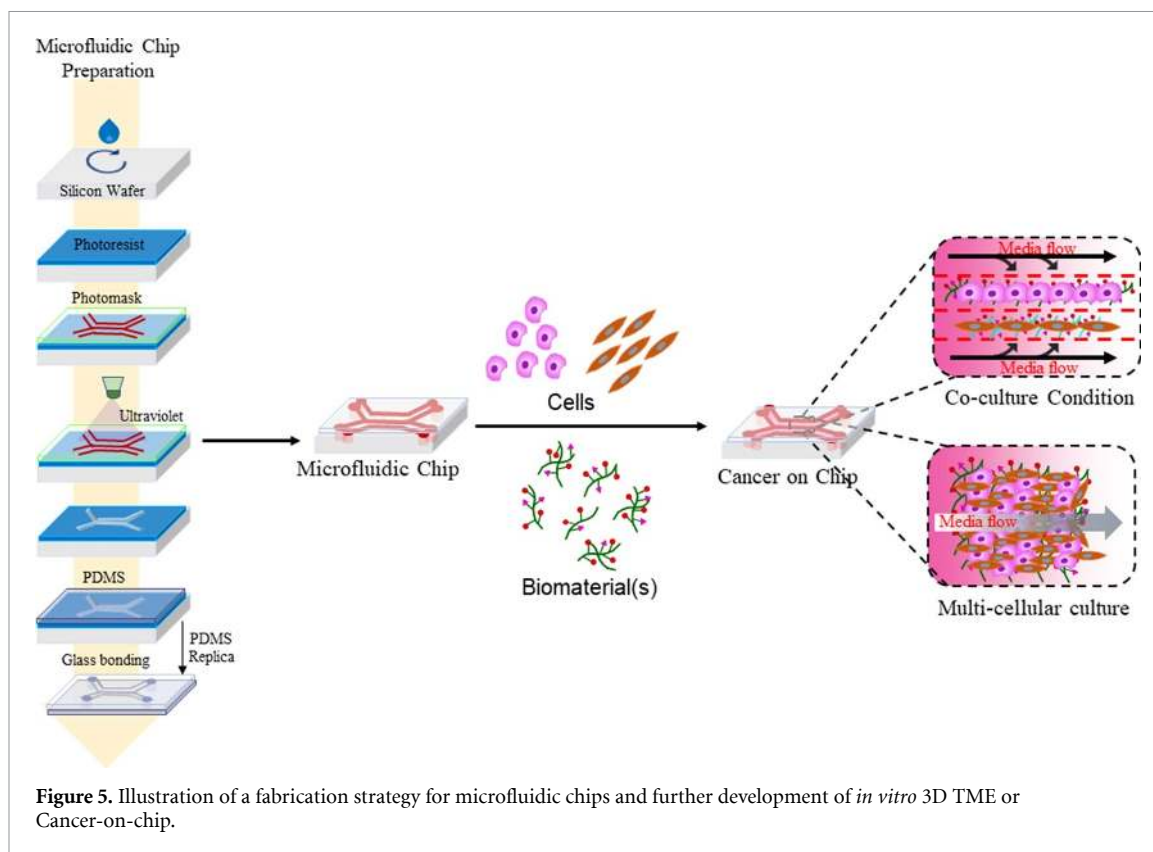 Microfluidic Chip
Preparation
Silicon Wafer
Photoresist
Photomask
Ultraviolet
PDMS
PDMS
Replica
Glass bonding
Microfluidic Chip
Cells
Biomaterial(s)
Cancer on Chip
Media flow
Media flow
Co-culture Condition
Media flow
Multi-cellular culture
Figure 5. Illustration of a fabrication strategy for microfluidic chips and further development of in vitro 3D TME or
Cancer-on-chip.